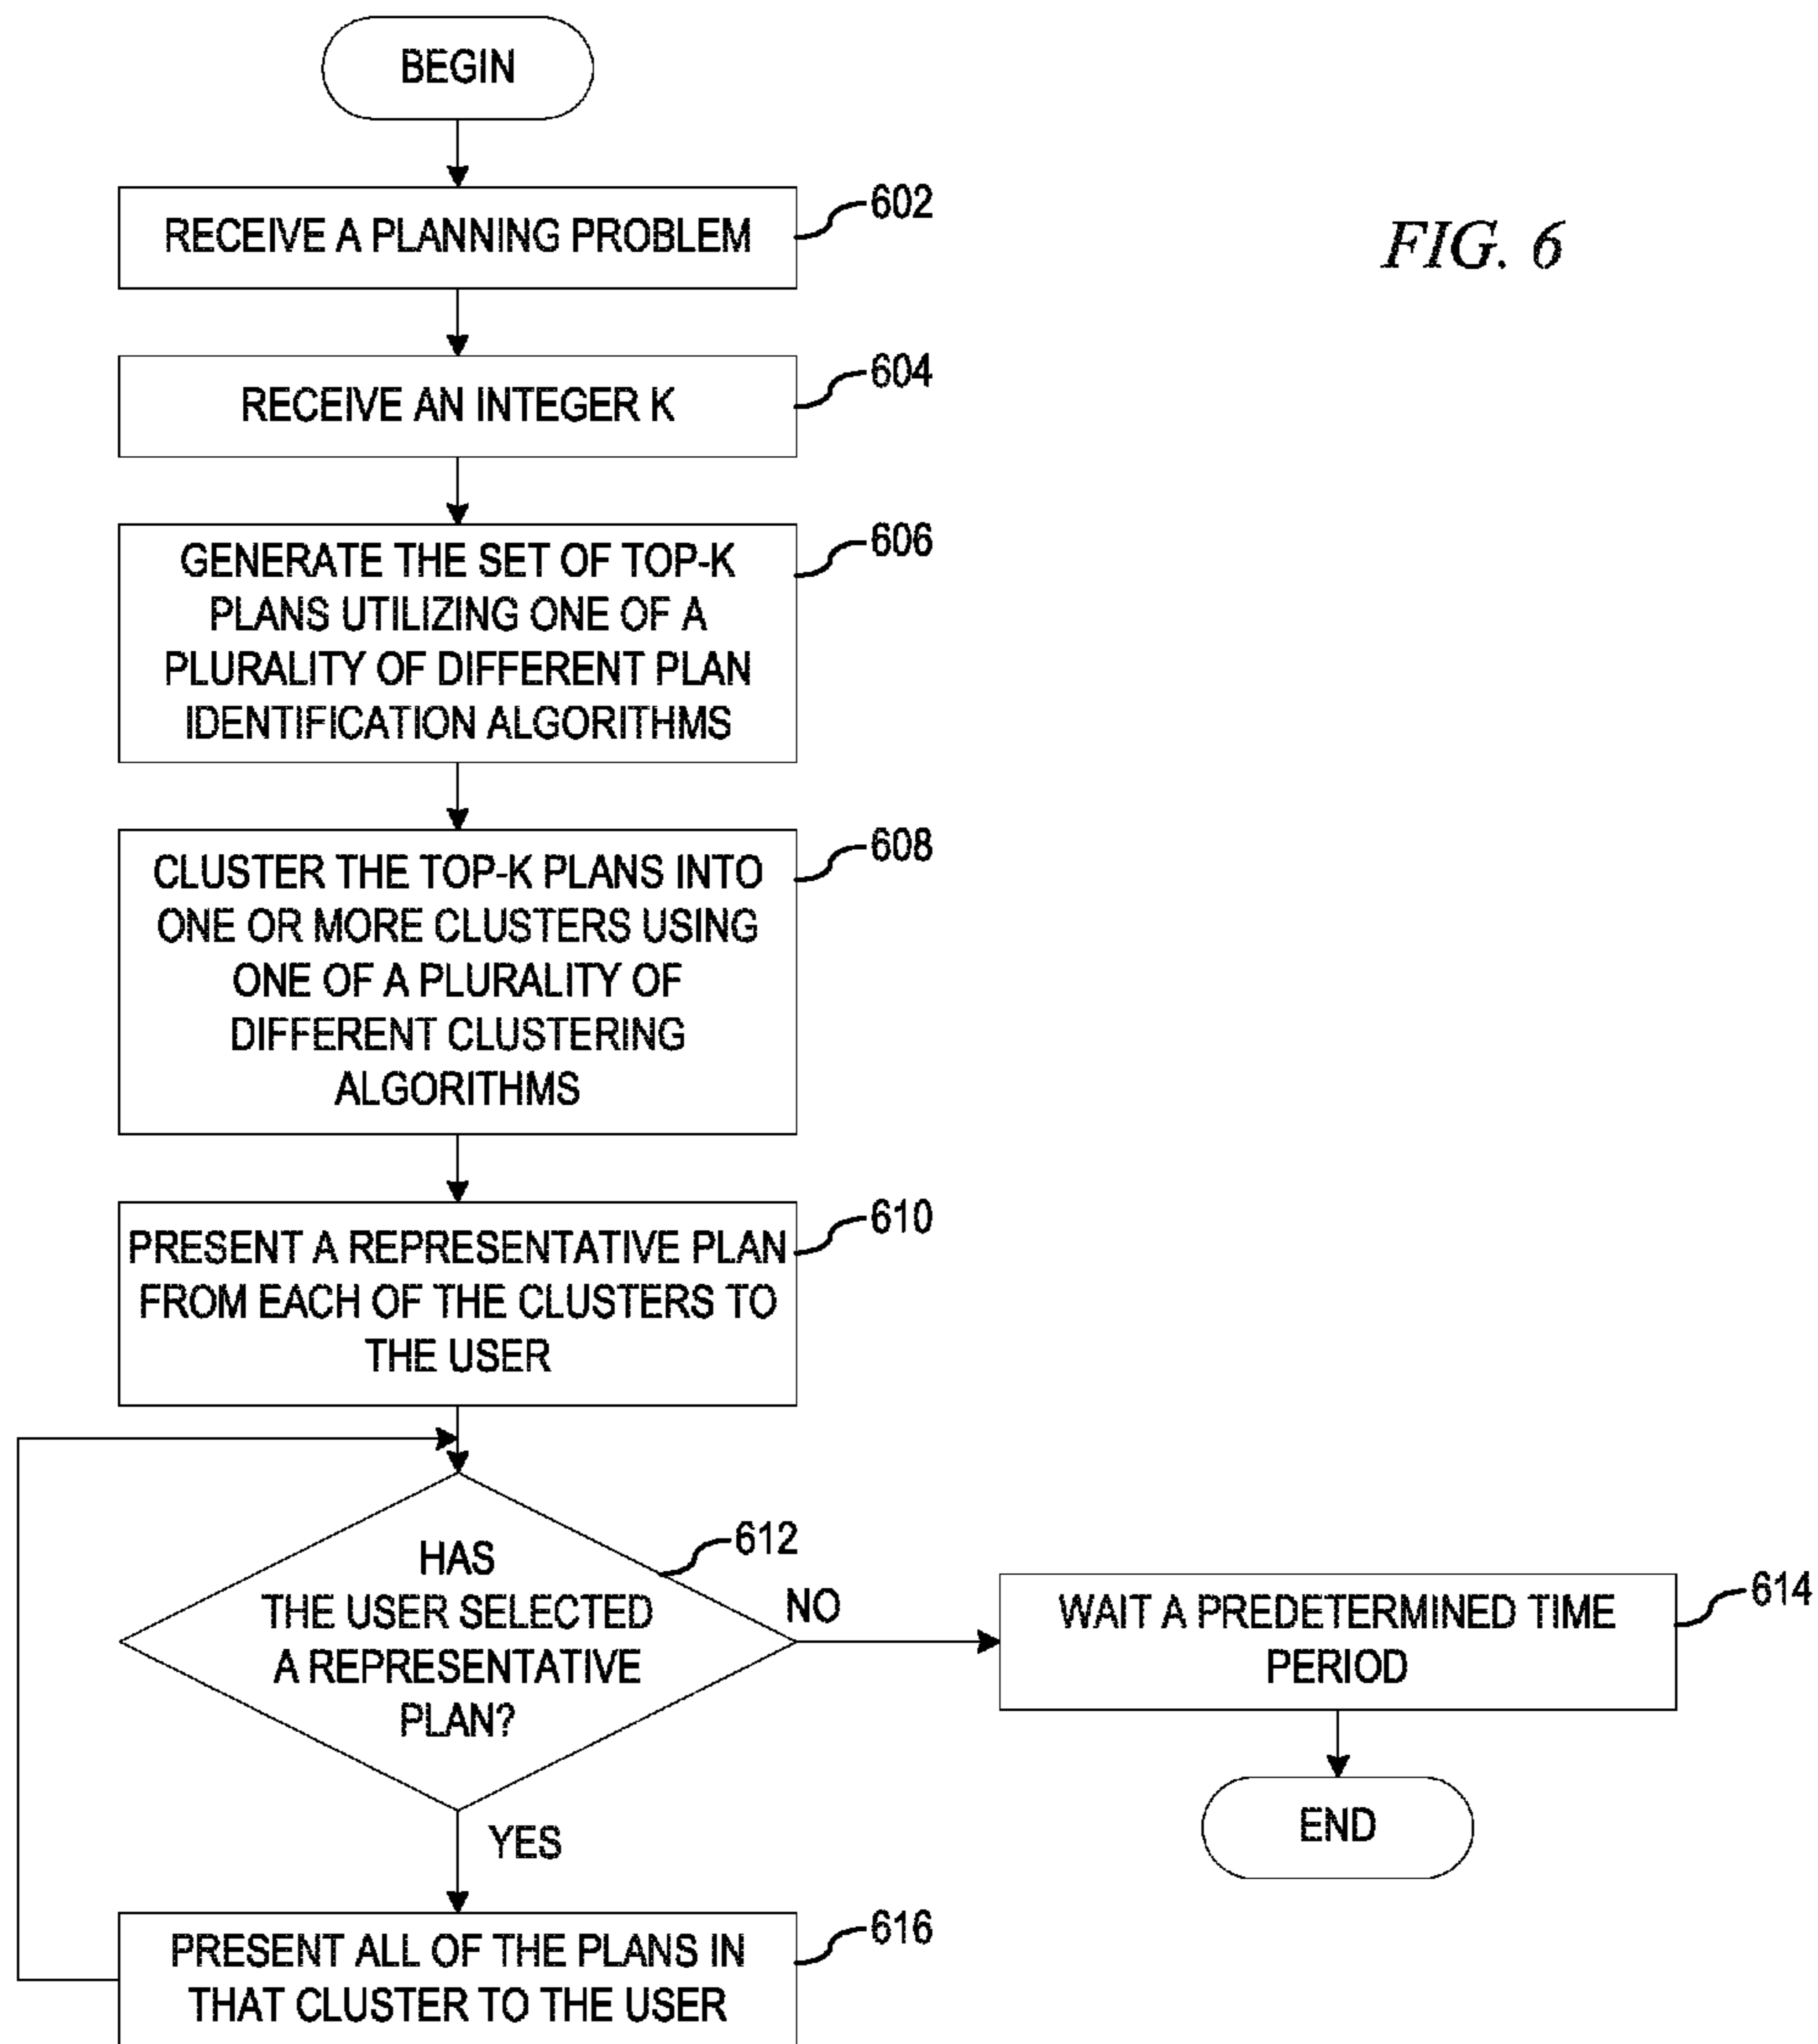 BEGIN
RECEIVE A PLANNING PROBLEM
602
FIG. 6
RECEIVE AN INTEGER K
604
GENERATE THE SET OF TOP-K
PLANS UTILIZING ONE OF A
PLURALITY OF DIFFERENT PLAN
IDENTIFICATION ALGORITHMS
606
CLUSTER THE TOP-K PLANS INTO
ONE OR MORE CLUSTERS USING
ONE OF A PLURALITY OF
DIFFERENT CLUSTERING
ALGORITHMS
608
PRESENT A REPRESENTATIVE PLAN
FROM EACH OF THE CLUSTERS TO
THE USER
610
HAS
THE USER SELECTED
A REPRESENTATIVE
PLAN?
612
NO
WAIT A PREDETERMINED TIME
PERIOD
614
END
YES
PRESENT ALL OF THE PLANS IN
THAT CLUSTER TO THE USER
616